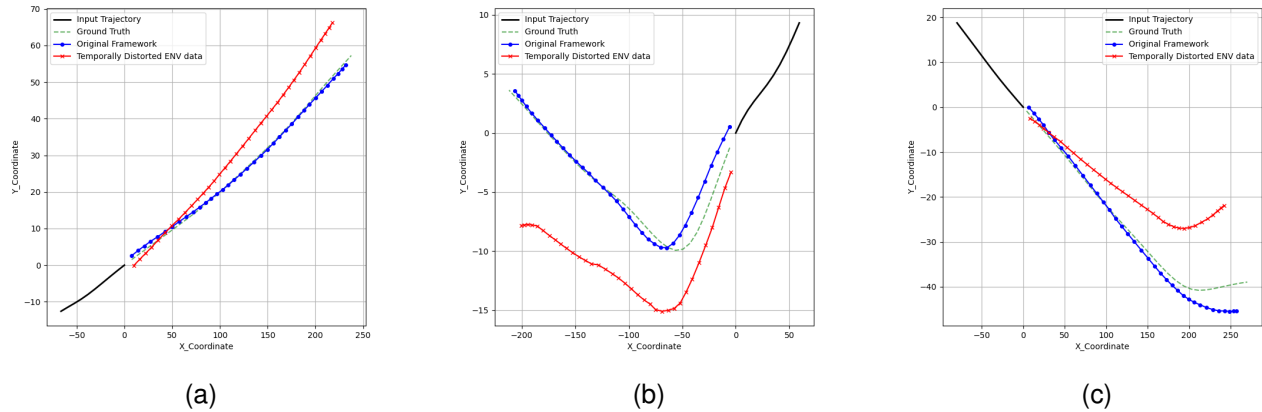 70
60
50
40
30
20
10
0
−10
−50
0
50
100
150
200
250
Y_Coordinate
X_Coordinate
Input Trajectory
Ground Truth
Original Framework
Temporally Distorted ENV data
(a)
10
5
0
−5
−10
−15
−200
−150
−100
−50
0
50
Y_Coordinate
X_Coordinate
Input Trajectory
Ground Truth
Original Framework
Temporally Distorted ENV data
(b)
20
10
0
−10
−20
−30
−40
−50
0
50
100
150
200
250
Y_Coordinate
X_Coordinate
Input Trajectory
Ground Truth
Original Framework
Temporally Distorted ENV data
(c)